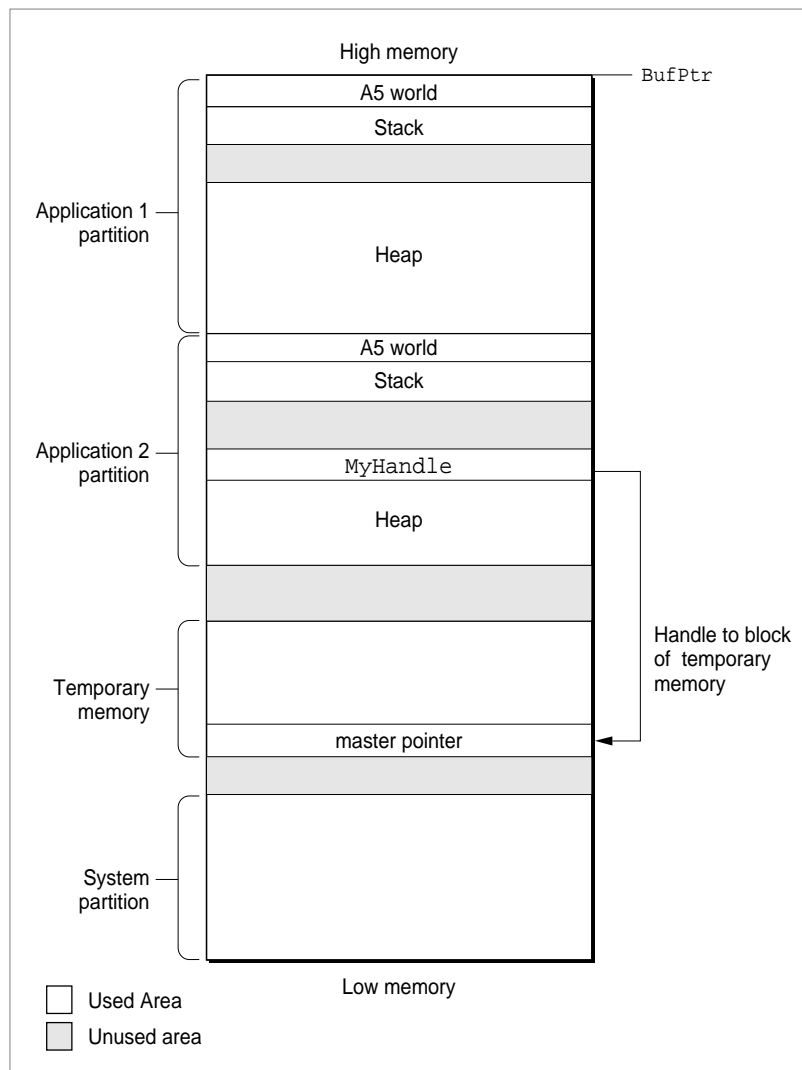 High memory
BufPtr
A5 world
Stack
Application 1
partition
Heap
A5 world
Stack
Application 2
partition
MyHandle
Heap
Handle to block
of temporary
memory
Temporary
memory
master pointer
System
partition
Low memory
Used Area
Unused area